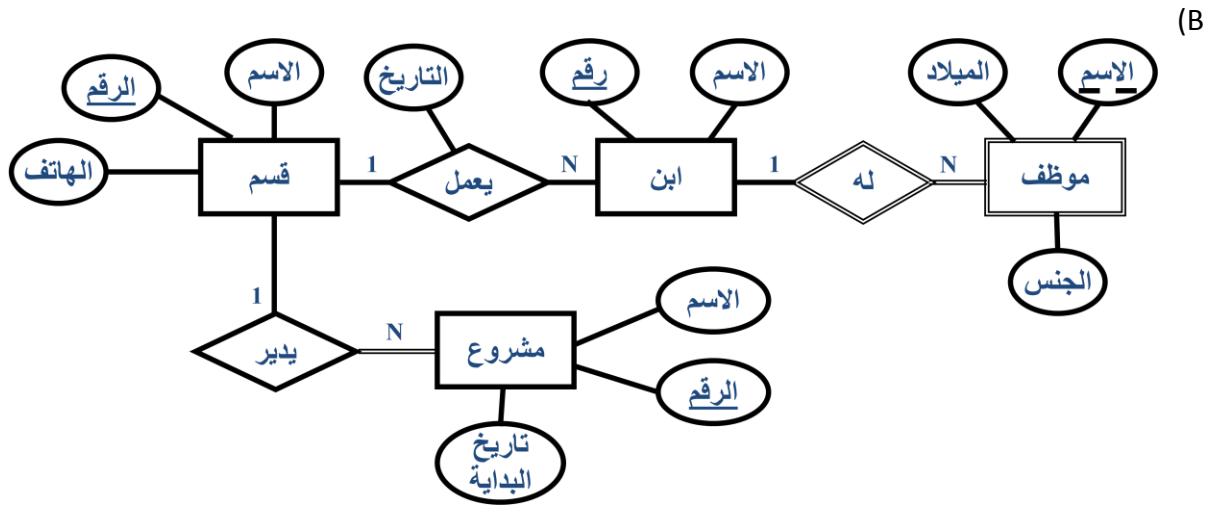 (B
الاسم
الميلاد
الاسم
رقم
التاريخ
الاسم
الرقم
الهاتف
موظف
N
له
1
ابن
N
يعمل
1
قسم
الجنس
1
الاسم
N
يدير
مشروع
الرقم
تاريخ
البداية